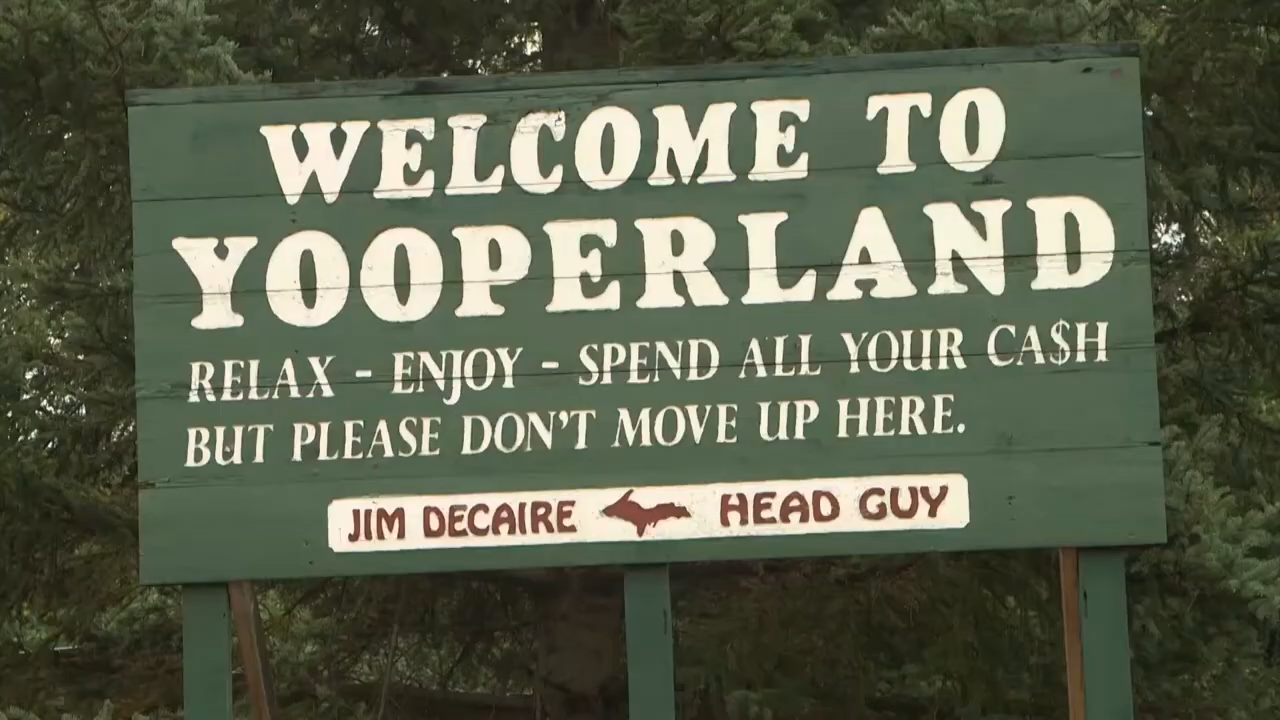 WELCOME TO
YOOPERLAND
RELAX - ENJOY - SPEND ALL YOUR CA$H
BUT PLEASE DON'T MOVE UP HERE.
JIM DECAIRE HEAD GUY